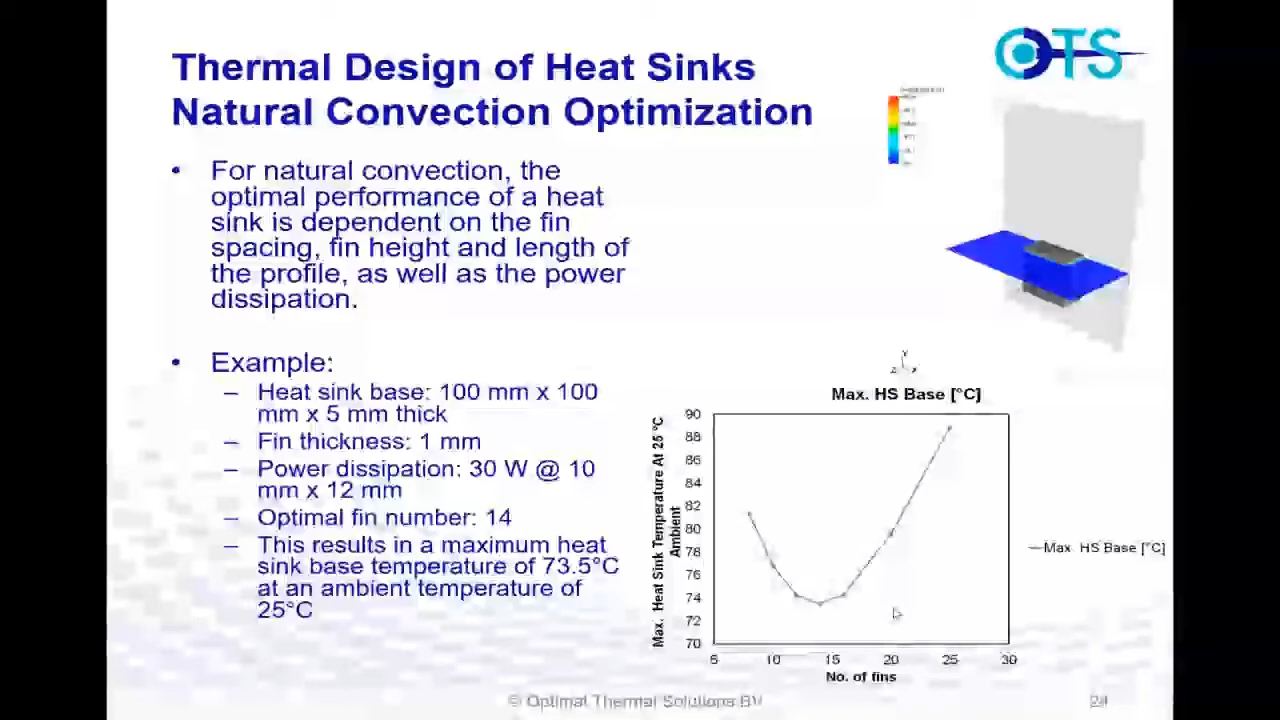 OTS
Thermal Design of Heat Sinks
Natural Convection Optimization
• For natural convection, the
optimal performance of a heat
sink is dependent on the fin
spacing, fin height and length of
the profile, as well as the power
dissipation.
• Example:
– Heat sink base: 100 mm x 100
mm x 5 mm thick
– Fin thickness: 1 mm
– Power dissipation: 30 W @ 10
mm x 12 mm
– Optimal fin number: 14
– This results in a maximum heat
sink base temperature of 73.5°C
at an ambient temperature of
25°C
Y
Z X
Max. HS Base [°C]
Max. Heat Sink Temperature At 25 °C
Ambient
90
88
86
84
82
80
78
76
74
72
70
5 10 15 20 25 30
No. of fins
Max. HS Base [°C]
© Optimal Thermal Solutions BV
24